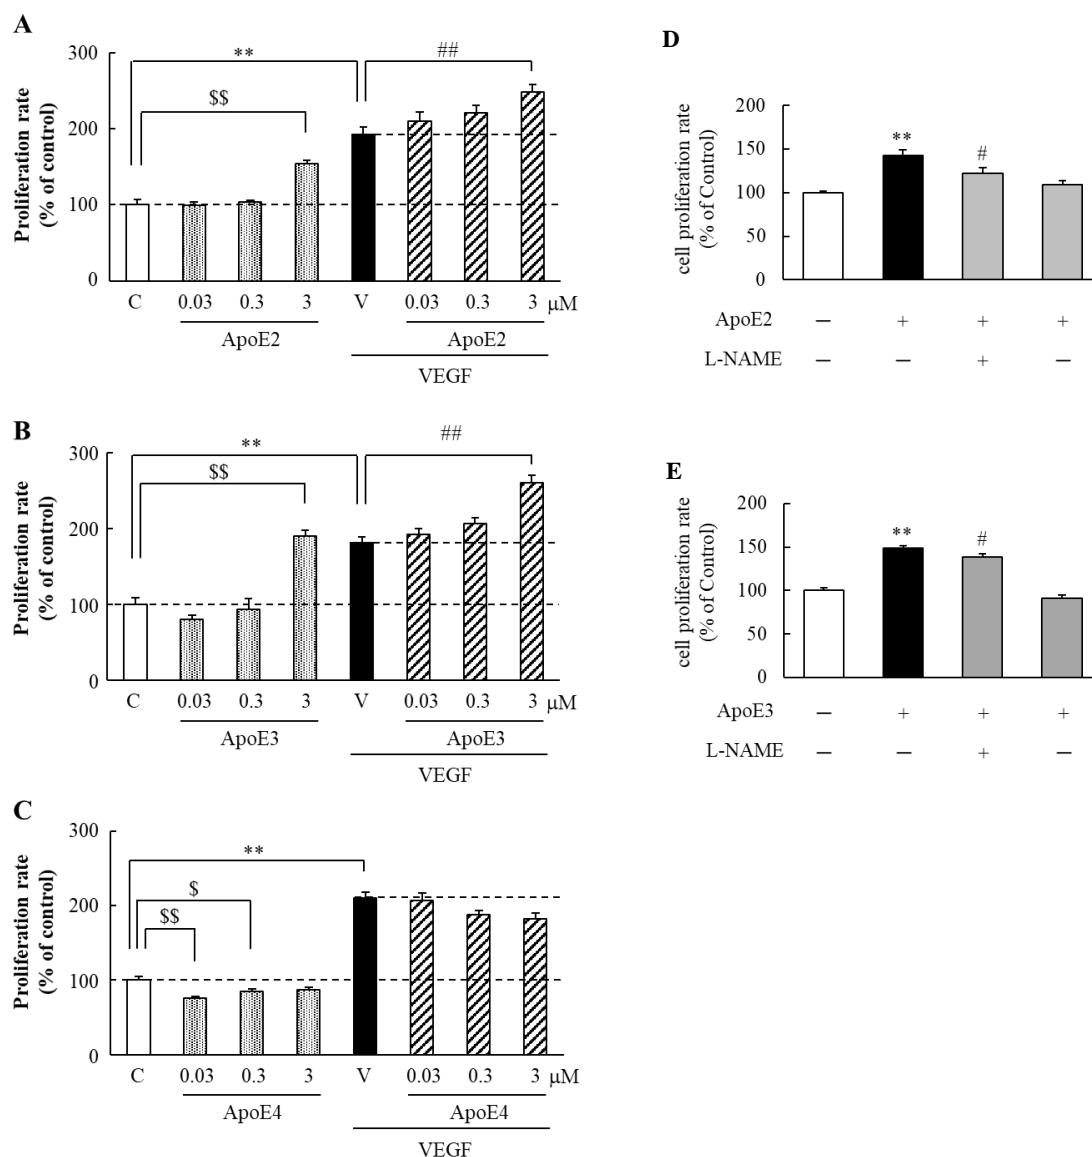 A
Proliferation rate
(% of control)
300
200
100
0
**
##
$$
C 0.03 0.3 3 V 0.03 0.3 3 μM
ApoE2 ApoE2
VEGF
B
Proliferation rate
(% of control)
300
200
100
0
**
##
$$
C 0.03 0.3 3 V 0.03 0.3 3 μM
ApoE3 ApoE3
VEGF
C
Proliferation rate
(% of control)
300
200
100
0
**
$
$$
C 0.03 0.3 3 V 0.03 0.3 3 μM
ApoE4 ApoE4
VEGF
D
cell proliferation rate
(% of Control)
200
150
100
50
0
**
#
ApoE2 — + + +
L-NAME — — + —
E
cell proliferation rate
(% of Control)
200
150
100
50
0
**
#
ApoE3 — + + +
L-NAME — — + —